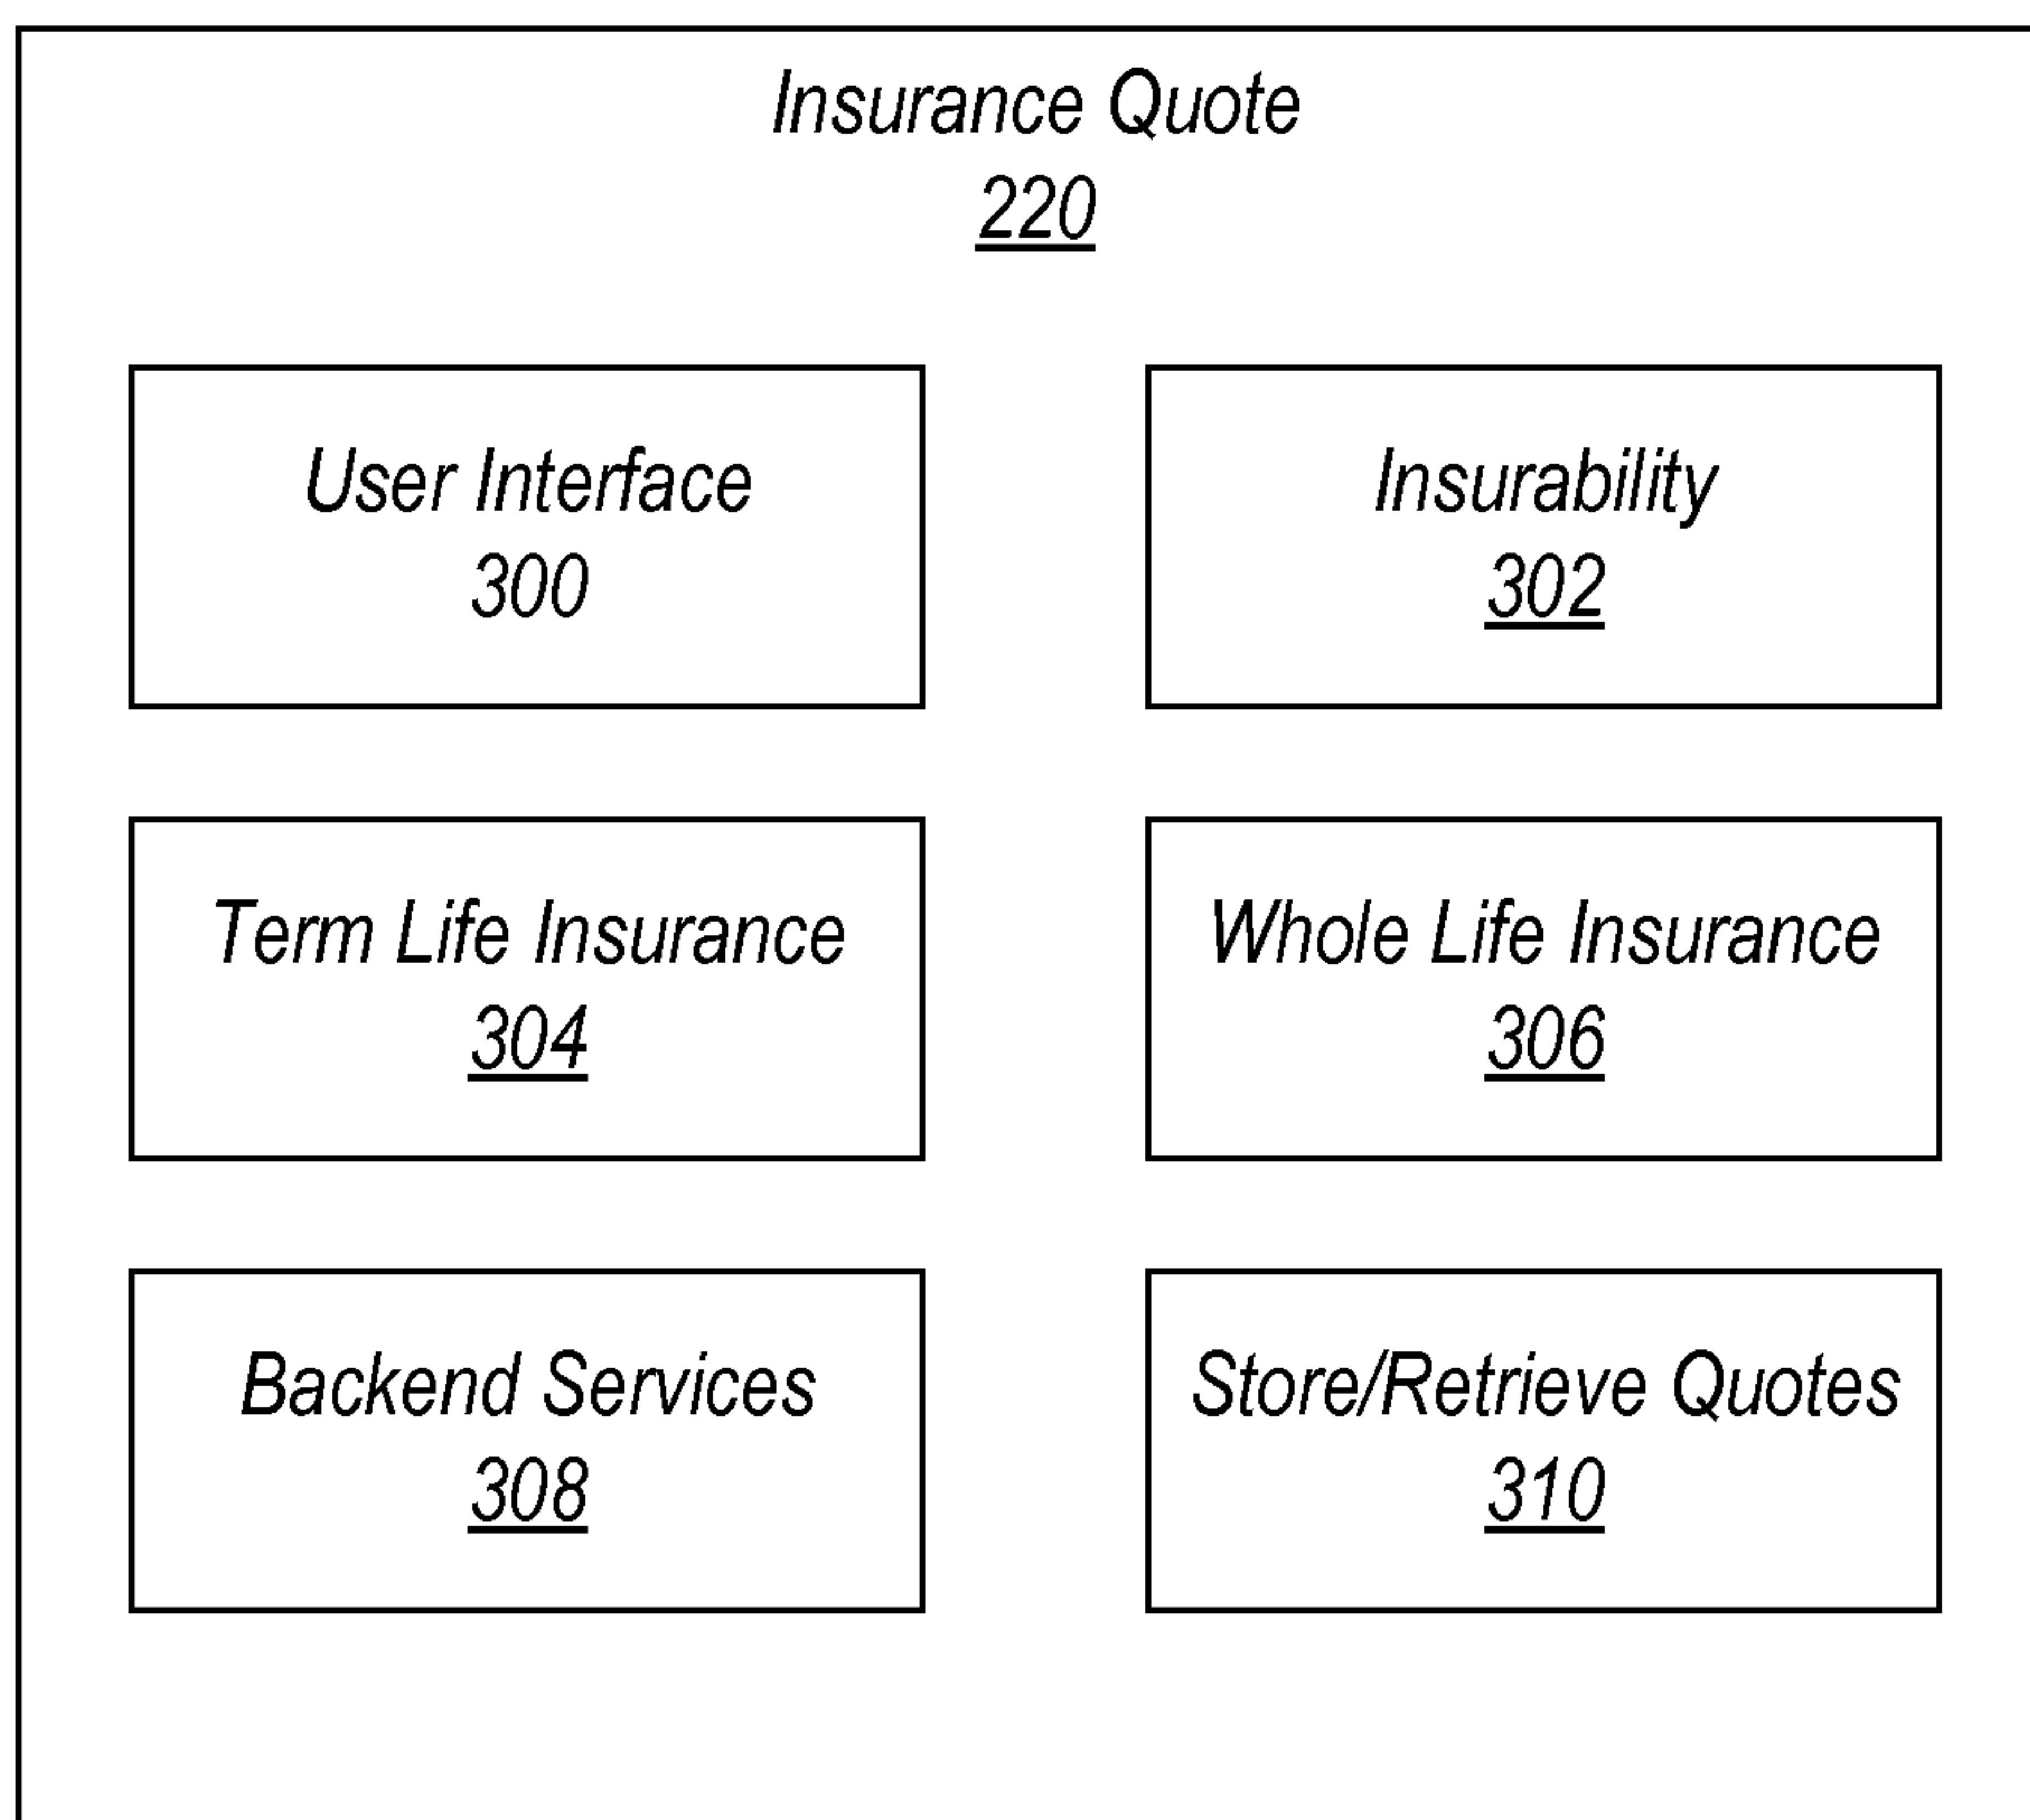 Insurance Quote
220
User Interface
300
Insurability
302
Term Life Insurance
304
Whole Life Insurance
306
Backend Services
308
Store/Retrieve Quotes
310